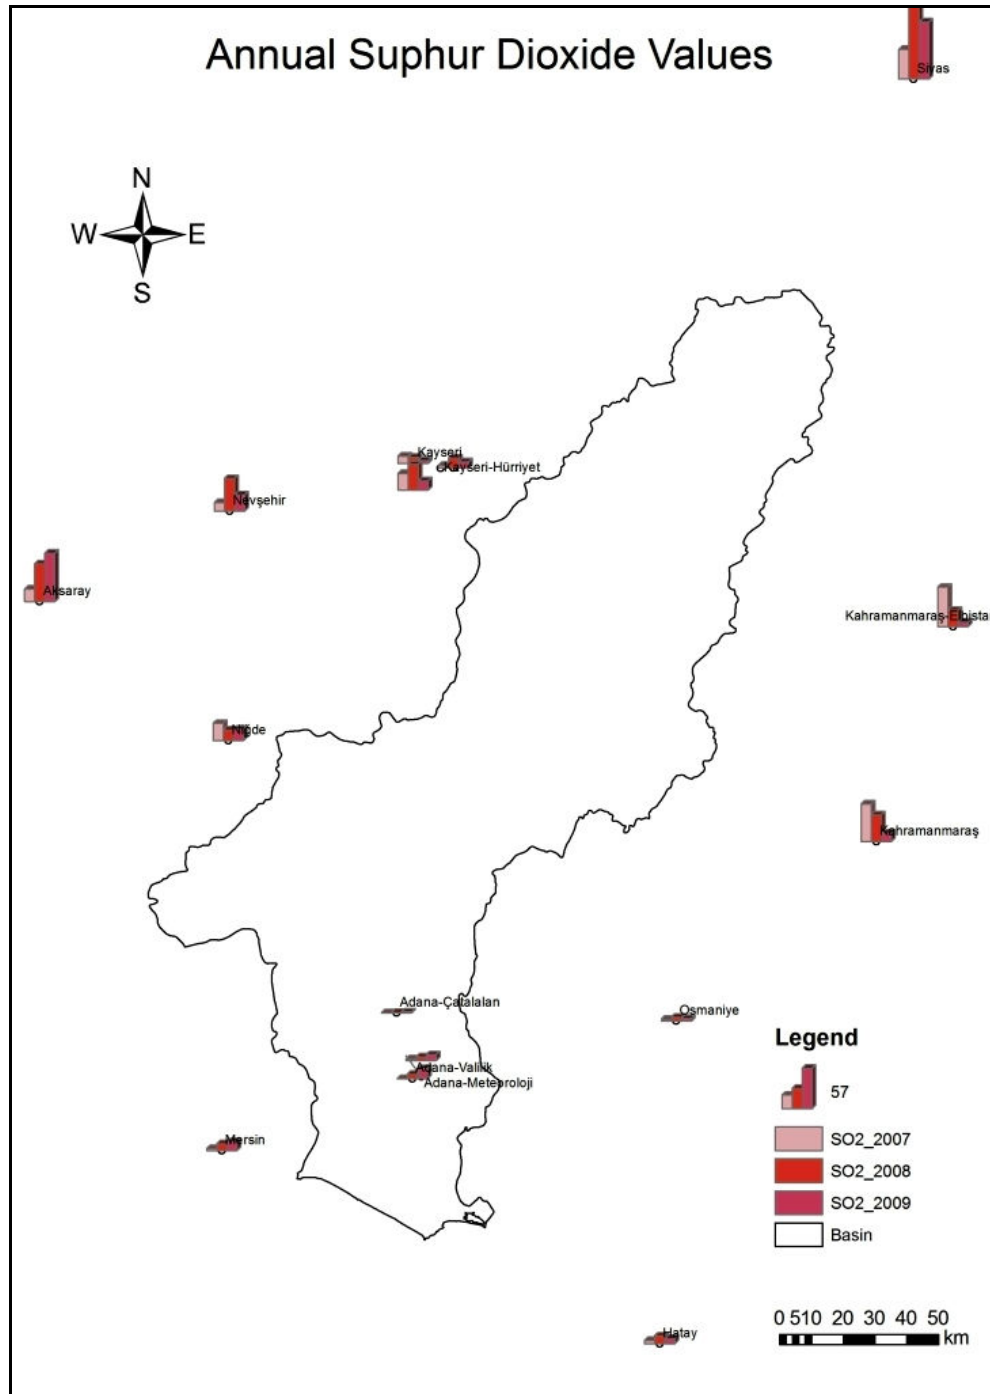 Annual Suphur Dioxide Values
Siyas
N
W E
S
Kayseri
Kayseri-Hürriyet
Nevşehir
Aksaray
Kahramanmaraş-Elbistan
Niğde
Kahramanmaraş
Adana-Çatalalan
Osmaniye
Adana-Valilik
Adana-Meteoroloji
Mersin
Hatay
Legend
57
SO2_2007
SO2_2008
SO2_2009
Basin
0 510 20 30 40 50
km